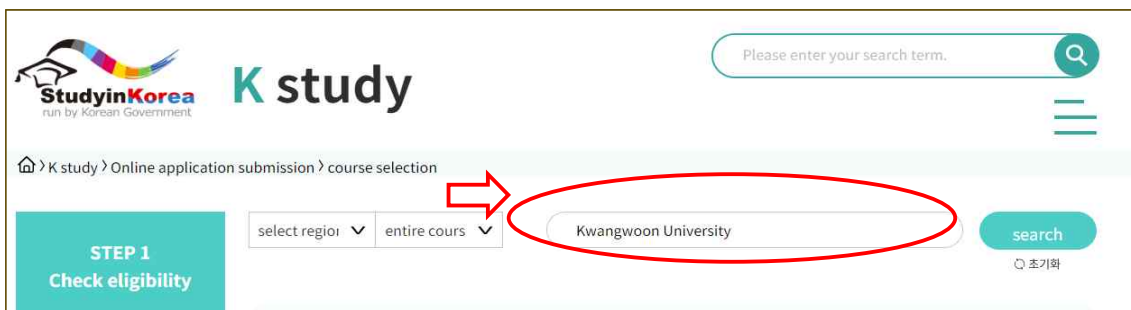 StudyinKorea
run by Korean Government
K study
Please enter your search term.
K study > Online application submission > course selection
STEP 1
Check eligibility
select regior
entire cours
Kwangwoon University
search
초기화